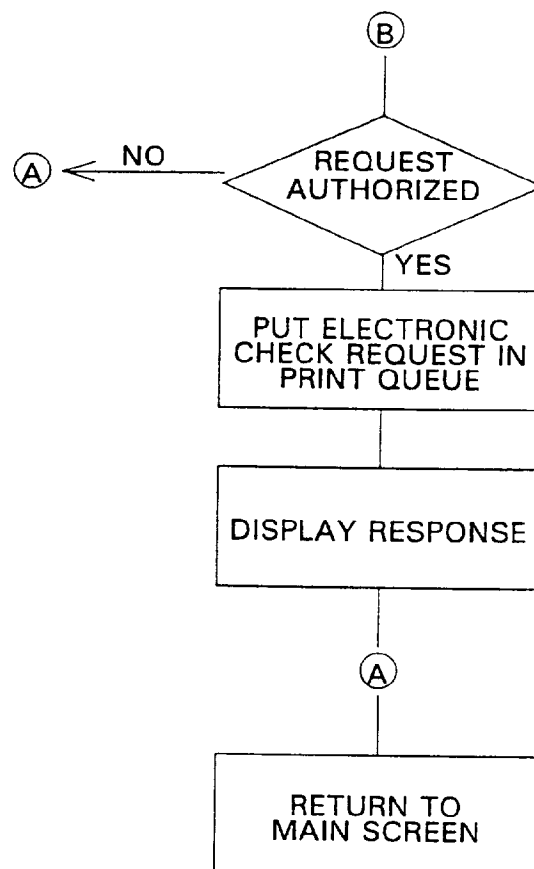 B
REQUEST
AUTHORIZED
NO
A
YES
PUT ELECTRONIC
CHECK REQUEST IN
PRINT QUEUE
DISPLAY RESPONSE
A
RETURN TO
MAIN SCREEN